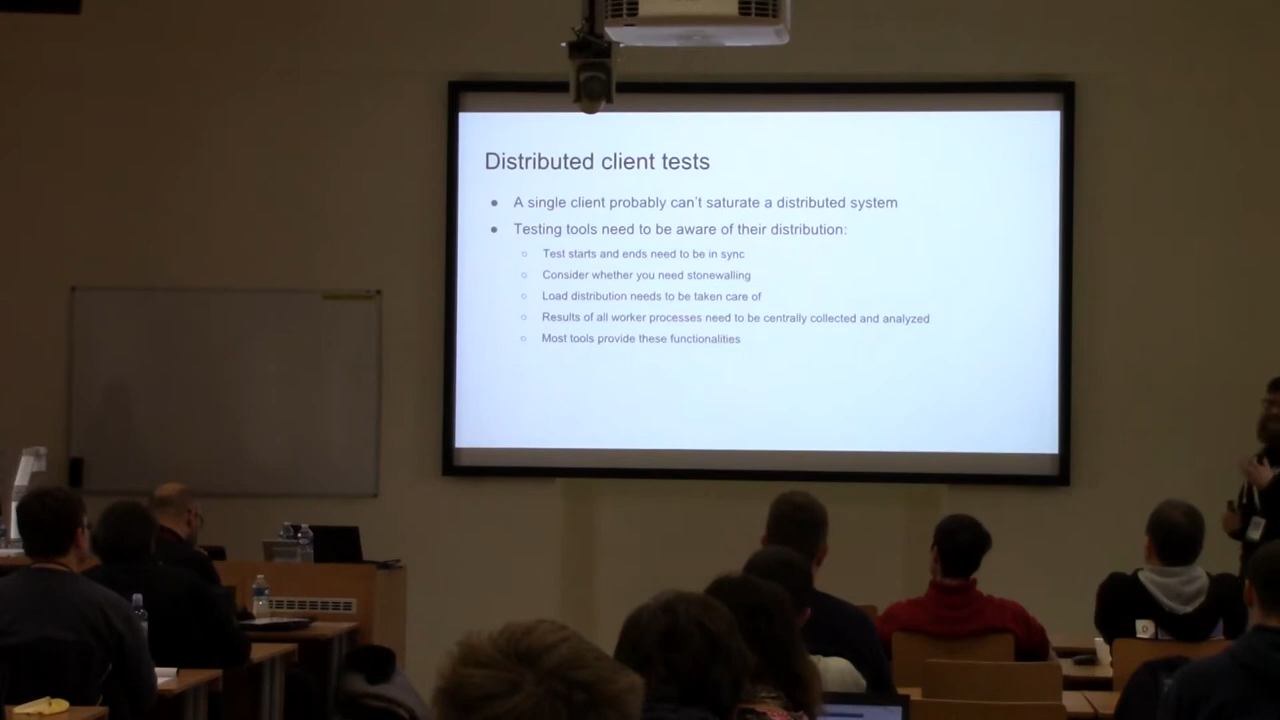 Distributed client tests
A single client probably can't saturate a distributed system
Testing tools need to be aware of their distribution:
Test starts and ends need to be in sync
Consider whether you need stonewalling
Load distribution needs to be taken care of
Results of all worker processes need to be centrally collected and analyzed
Most tools provide these functionalities